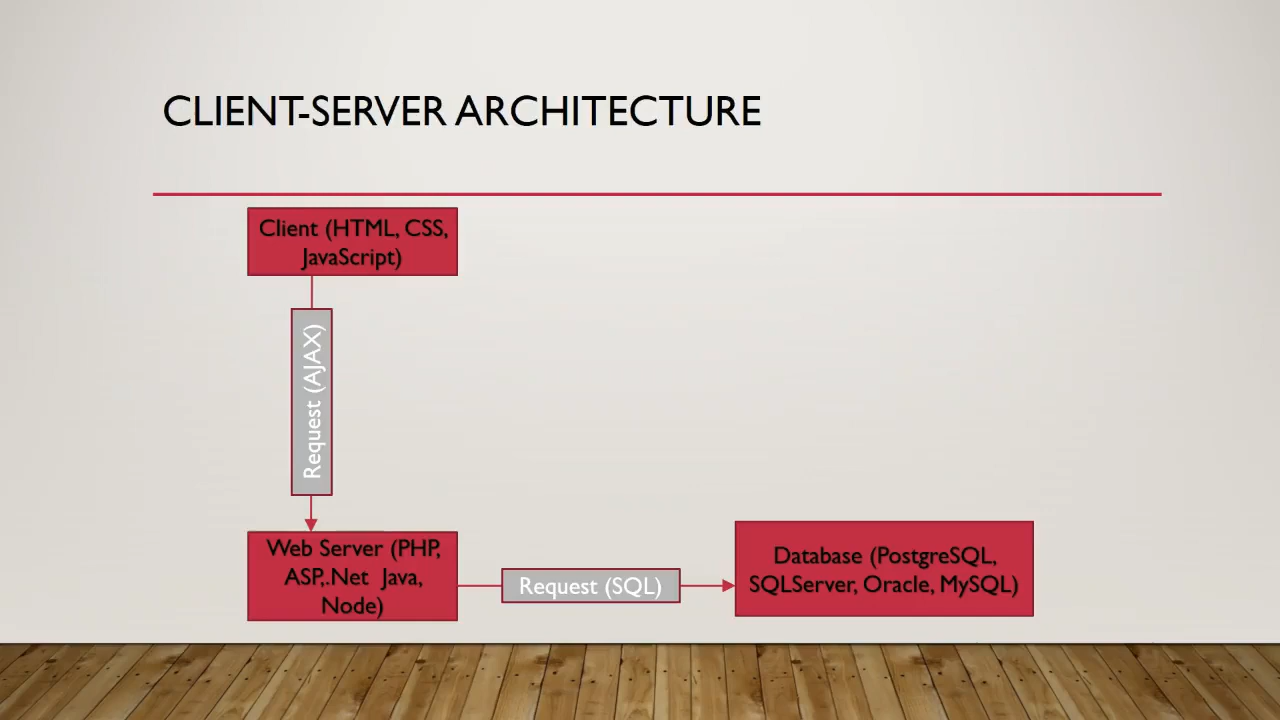 CLIENT-SERVER ARCHITECTURE
Client (HTML, CSS,
JavaScript)
Request (AJAX)
Web Server (PHP,
ASP,.Net Java,
Node)
Request (SQL)
Database (PostgreSQL,
SQLServer, Oracle, MySQL)